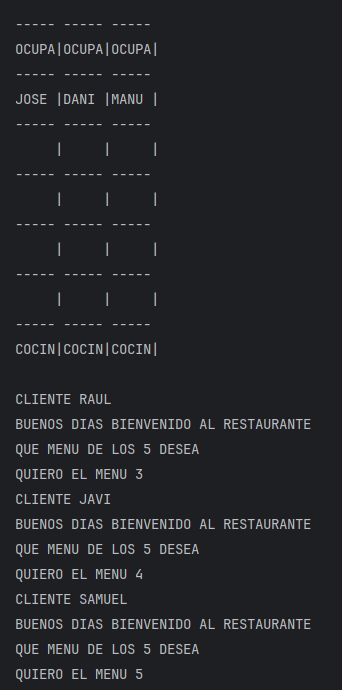 ----- ----- -----
OCUPA|OCUPA|OCUPA|
----- ----- -----
JOSE |DANI |MANU |
----- ----- -----
     |     |     |
----- ----- -----
     |     |     |
----- ----- -----
     |     |     |
----- ----- -----
     |     |     |
----- ----- -----
COCIN|COCIN|COCIN|

CLIENTE RAUL
BUENOS DIAS BIENVENIDO AL RESTAURANTE
QUE MENU DE LOS 5 DESEA
QUIERO EL MENU 3
CLIENTE JAVI
BUENOS DIAS BIENVENIDO AL RESTAURANTE
QUE MENU DE LOS 5 DESEA
QUIERO EL MENU 4
CLIENTE SAMUEL
BUENOS DIAS BIENVENIDO AL RESTAURANTE
QUE MENU DE LOS 5 DESEA
QUIERO EL MENU 5